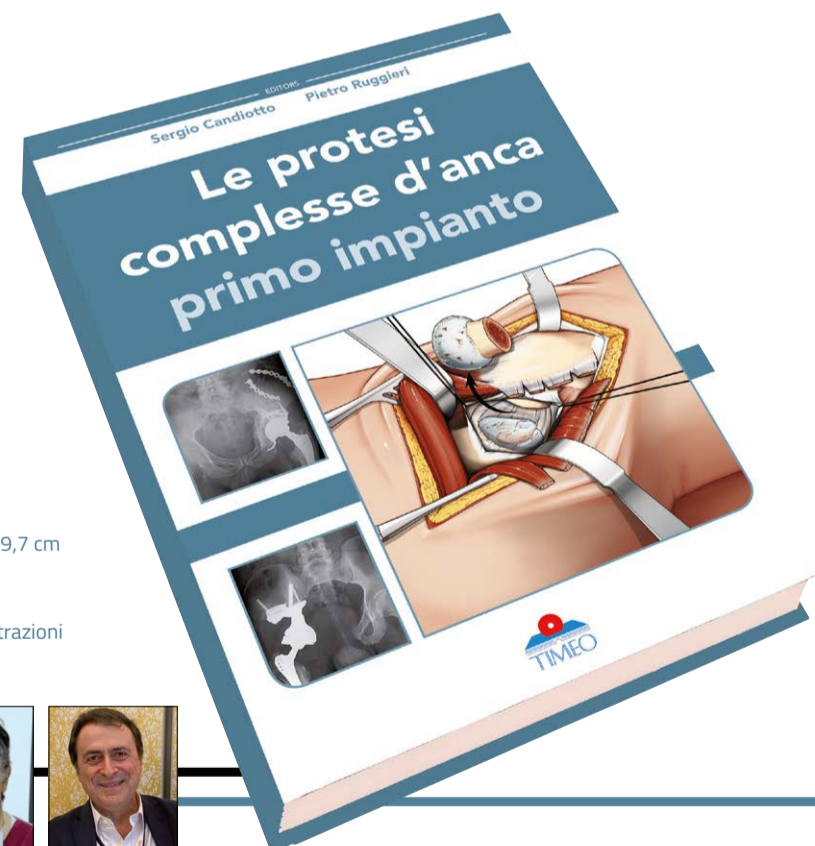 EDITORS
Sergio Candiotto Pietro Ruggieri
Le protesi
complesse d'anca
primo impianto
TIMEO
9,7 cm
trazioni